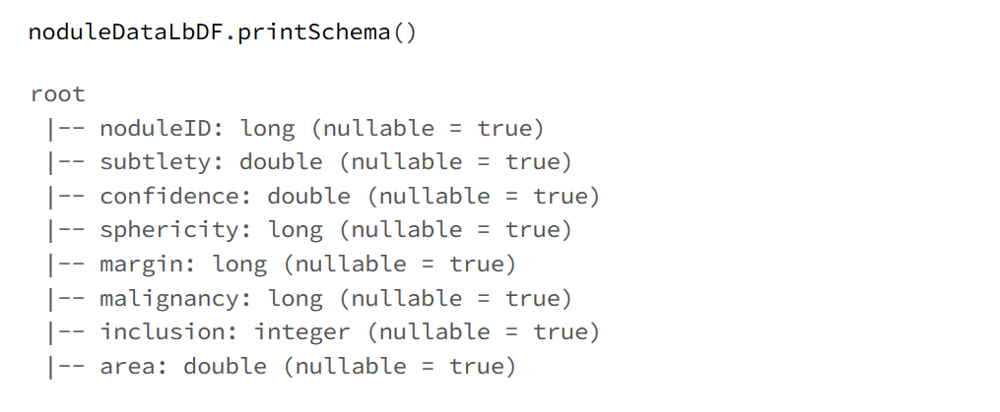 noduleDataLbDF.printSchema()
root
|-- noduleID: long (nullable = true)
|-- subtlety: double (nullable = true)
|-- confidence: double (nullable = true)
|-- sphericity: long (nullable = true)
|-- margin: long (nullable = true)
|-- malignancy: long (nullable = true)
|-- inclusion: integer (nullable = true)
|-- area: double (nullable = true)